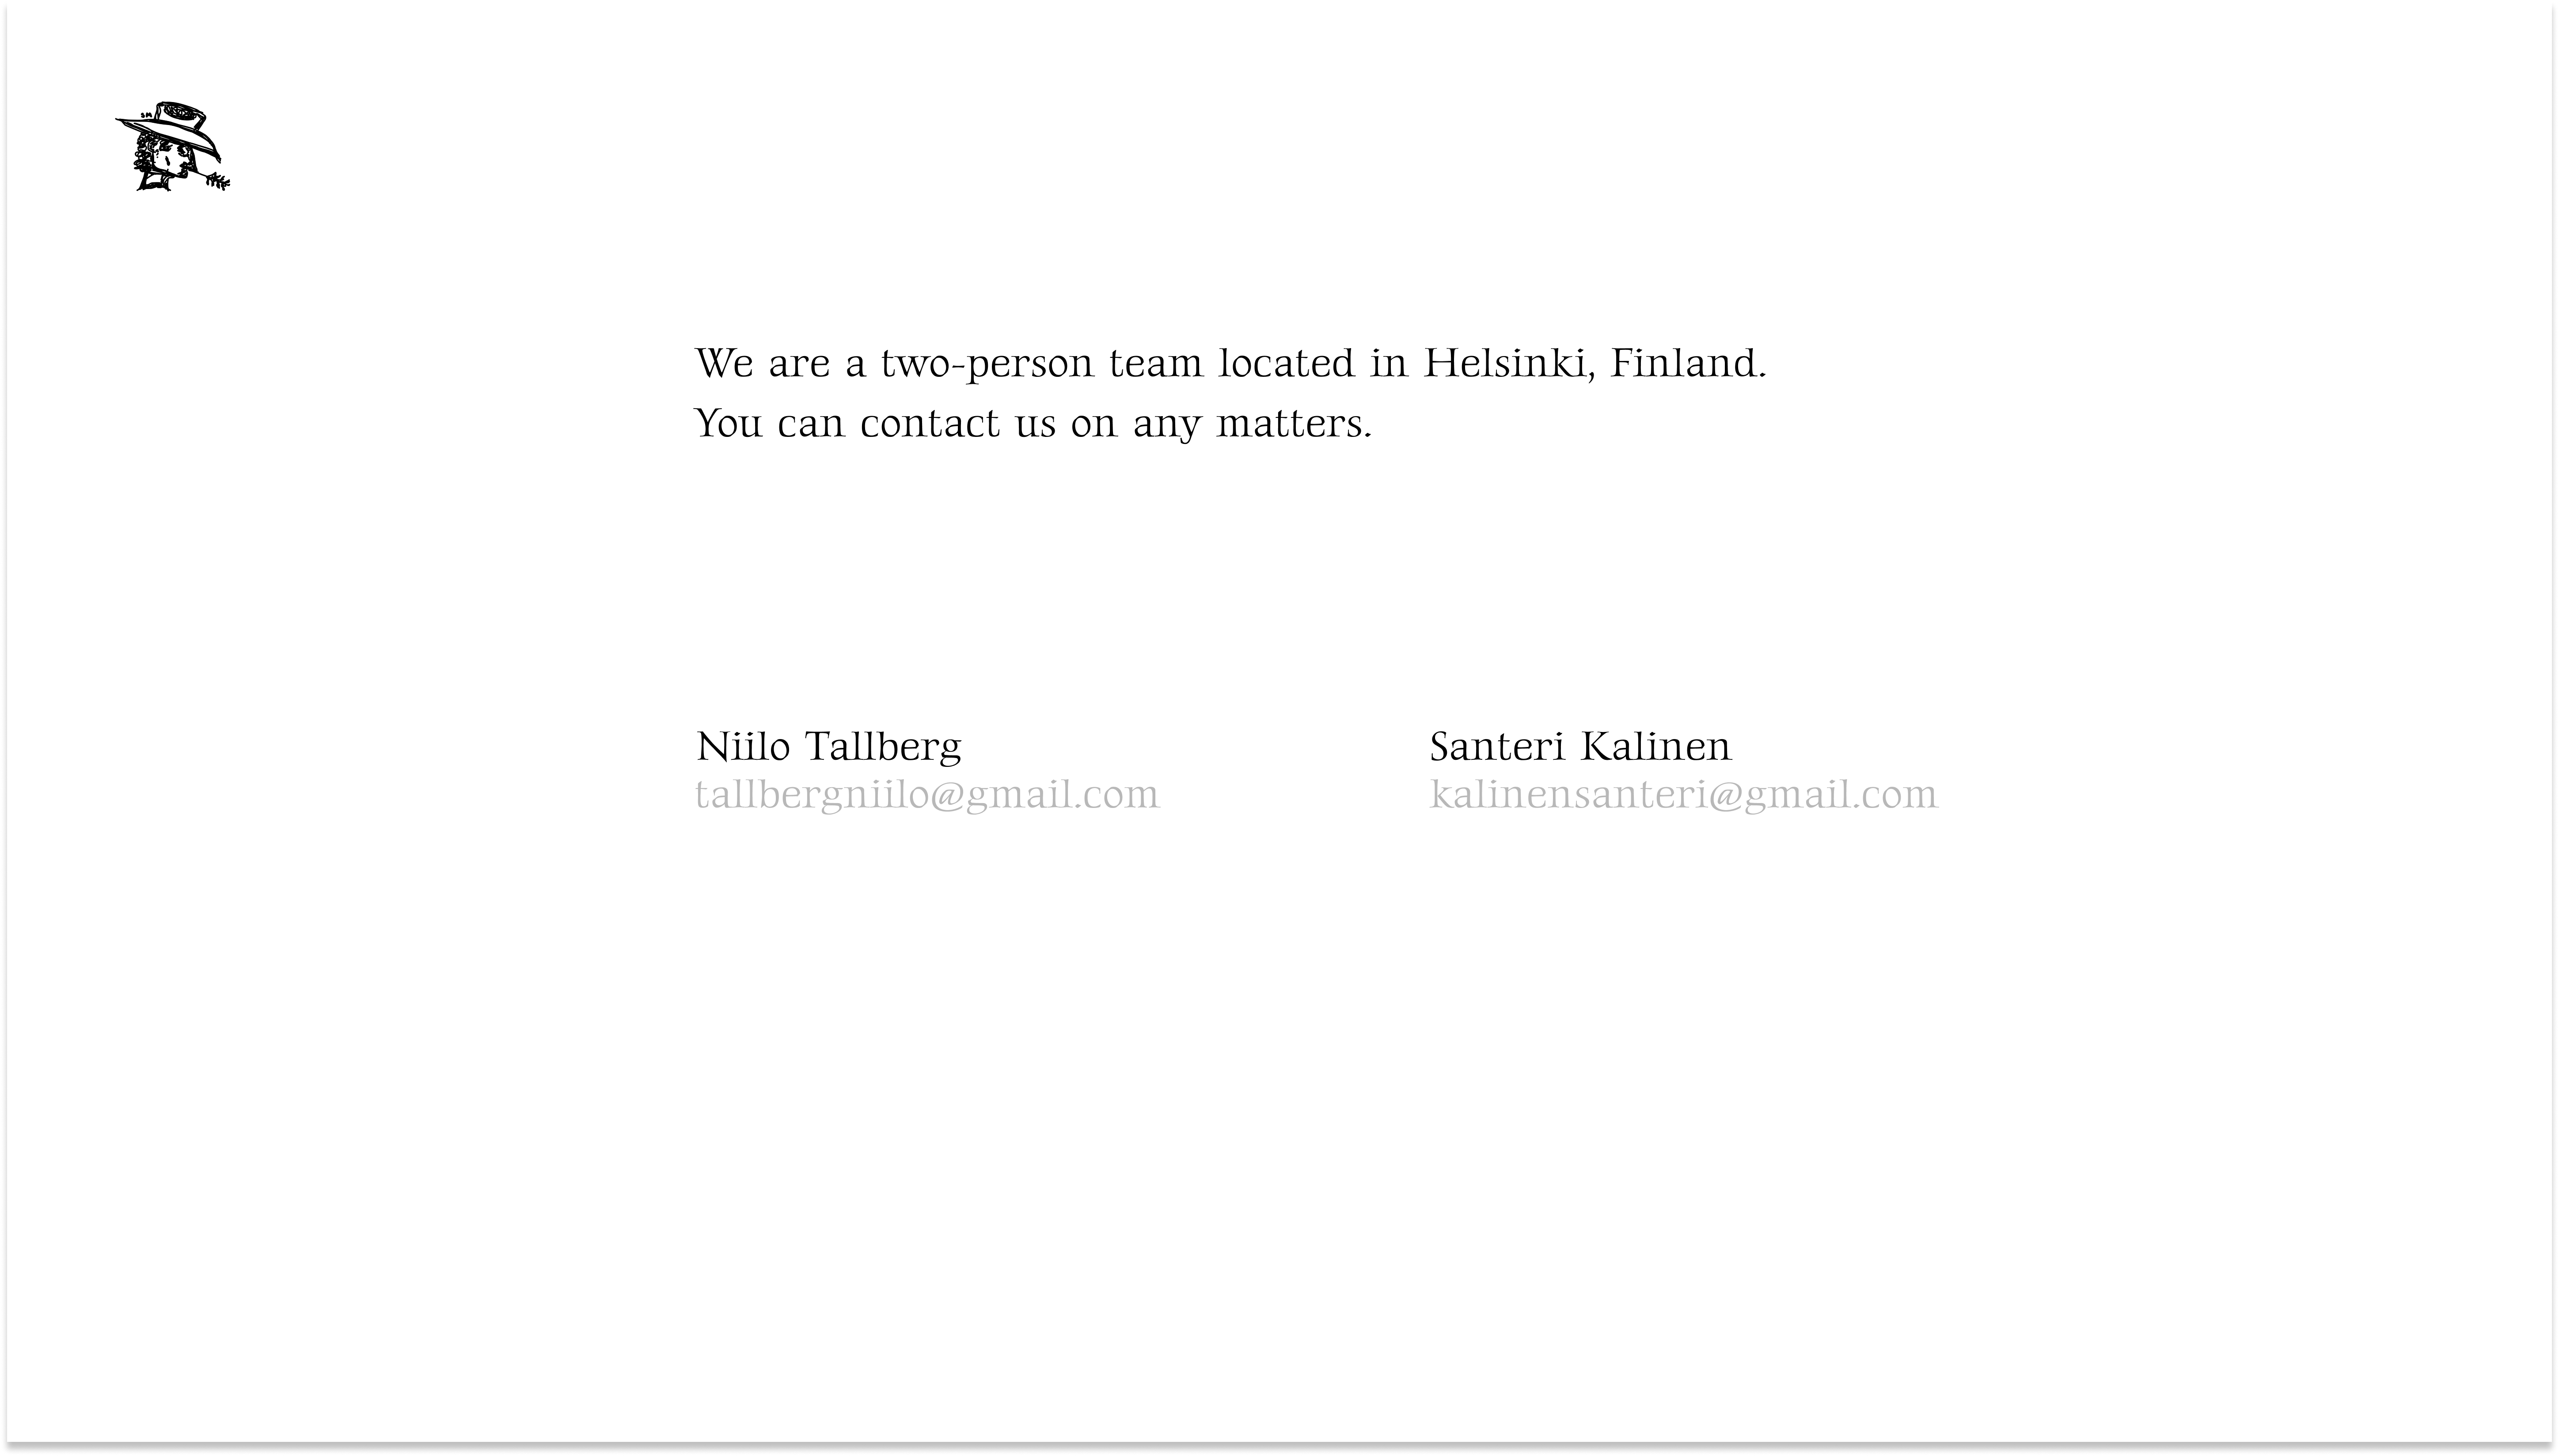 SM
We are a two-person team located in Helsinki, Finland.
You can contact us on any matters.
Niilo Tallberg
tallbergniilo@gmail.com
Santeri Kalinen
kalinensanteri@gmail.com